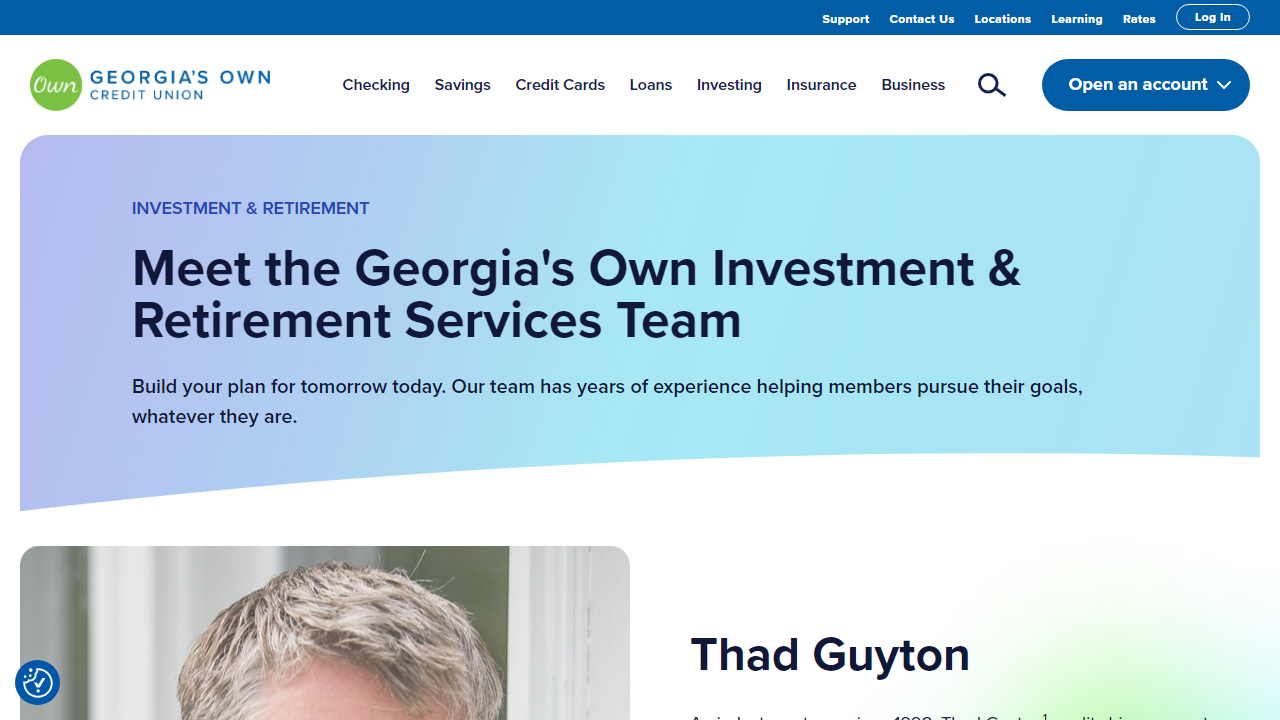 Support Contact Us Locations Learning Rates Log In
Own GEORGIA'S OWN
CREDIT UNION
Checking Savings Credit Cards Loans Investing Insurance Business Open an account
INVESTMENT & RETIREMENT
Meet the Georgia's Own Investment &
Retirement Services Team
Build your plan for tomorrow today. Our team has years of experience helping members pursue their goals,
whatever they are.
Thad Guyton